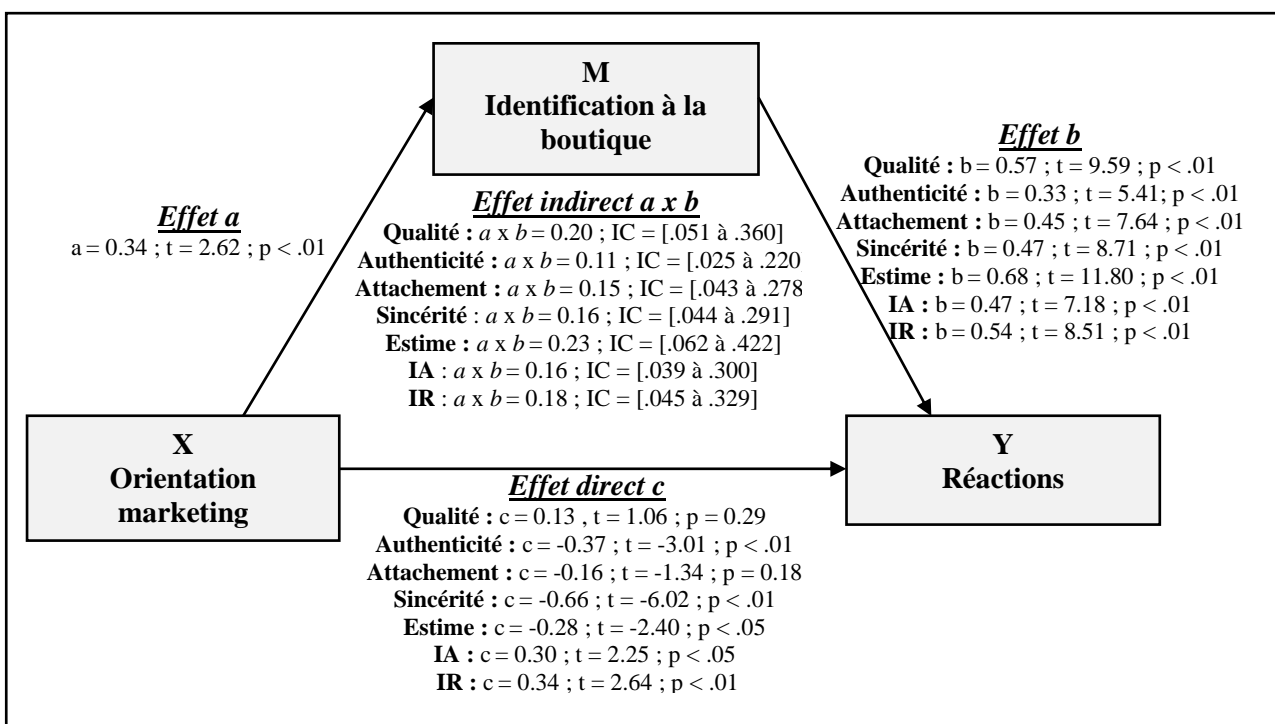 M
Identification à la
boutique
Effet a
a = 0.34 ; t = 2.62 ; p < .01
Effet indirect a x b
Qualité : a x b = 0.20 ; IC = [.051 à .360]
Authenticité : a x b = 0.11 ; IC = [.025 à .220
Attachement : a x b = 0.15 ; IC = [.043 à .278
Sincérité : a x b = 0.16 ; IC = [.044 à .291]
Estime : a x b = 0.23 ; IC = [.062 à .422]
IA : a x b = 0.16 ; IC = [.039 à .300]
IR : a x b = 0.18 ; IC = [.045 à .329]
Effet b
Qualité : b = 0.57 ; t = 9.59 ; p < .01
Authenticité : b = 0.33 ; t = 5.41; p < .01
Attachement : b = 0.45 ; t = 7.64 ; p < .01
Sincérité : b = 0.47 ; t = 8.71 ; p < .01
Estime : b = 0.68 ; t = 11.80 ; p < .01
IA : b = 0.47 ; t = 7.18 ; p < .01
IR : b = 0.54 ; t = 8.51 ; p < .01
X
Orientation
marketing
Y
Réactions
Effet direct c
Qualité : c = 0.13 , t = 1.06 ; p = 0.29
Authenticité : c = -0.37 ; t = -3.01 ; p < .01
Attachement : c = -0.16 ; t = -1.34 ; p = 0.18
Sincérité : c = -0.66 ; t = -6.02 ; p < .01
Estime : c = -0.28 ; t = -2.40 ; p < .05
IA : c = 0.30 ; t = 2.25 ; p < .05
IR : c = 0.34 ; t = 2.64 ; p < .01